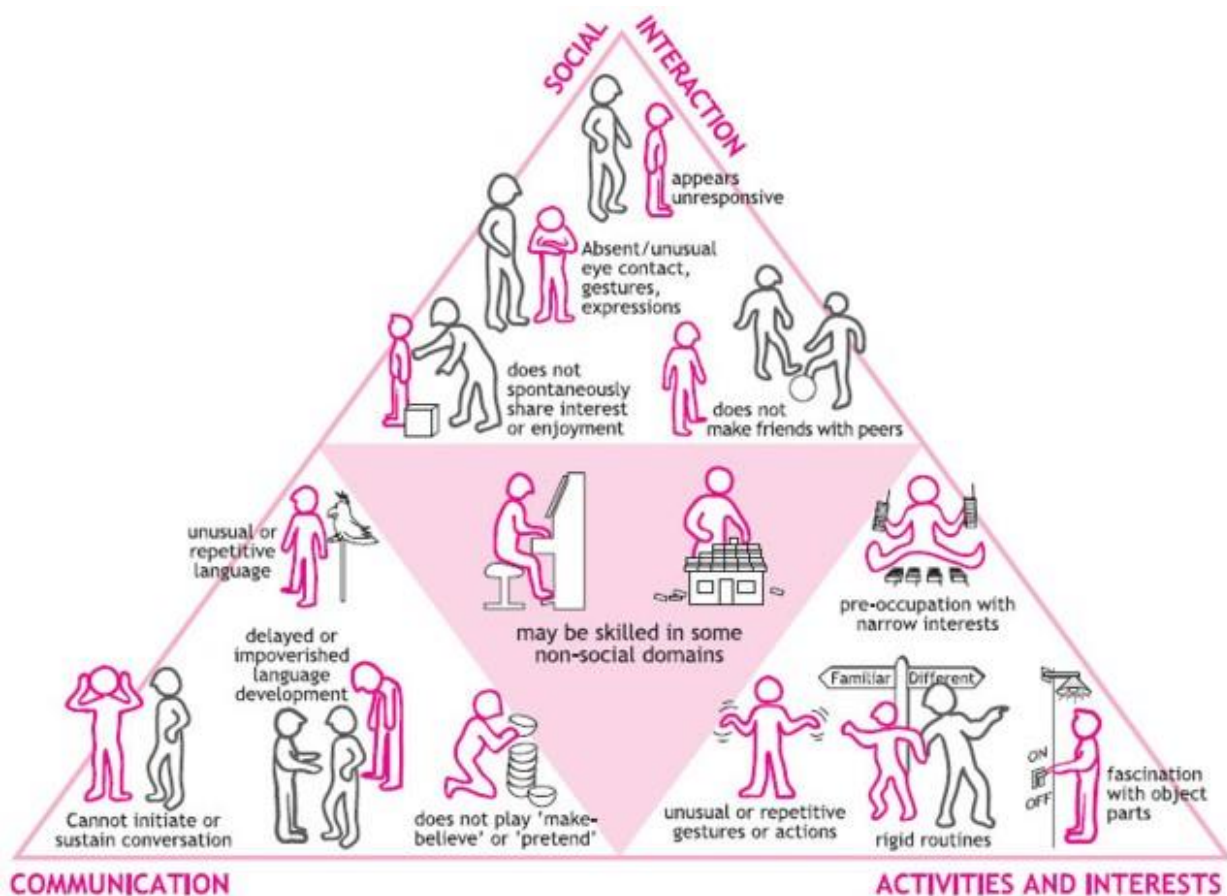 SOCIAL
INTERACTION
appears
unresponsive
Absent/unusual
eye contact,
gestures,
expressions
does not
spontaneously
share interest
or enjoyment
does not
make friends with peers
unusual or
repetitive
language
may be skilled in some
non-social domains
pre-occupation with
narrow interests
delayed or
impoverished
language
development
Familiar Different
ON
OFF
Cannot initiate or
sustain conversation
does not play 'make-
believe' or 'pretend'
unusual or repetitive
gestures or actions
rigid routines
fascination
with object
parts
COMMUNICATION
ACTIVITIES AND INTERESTS